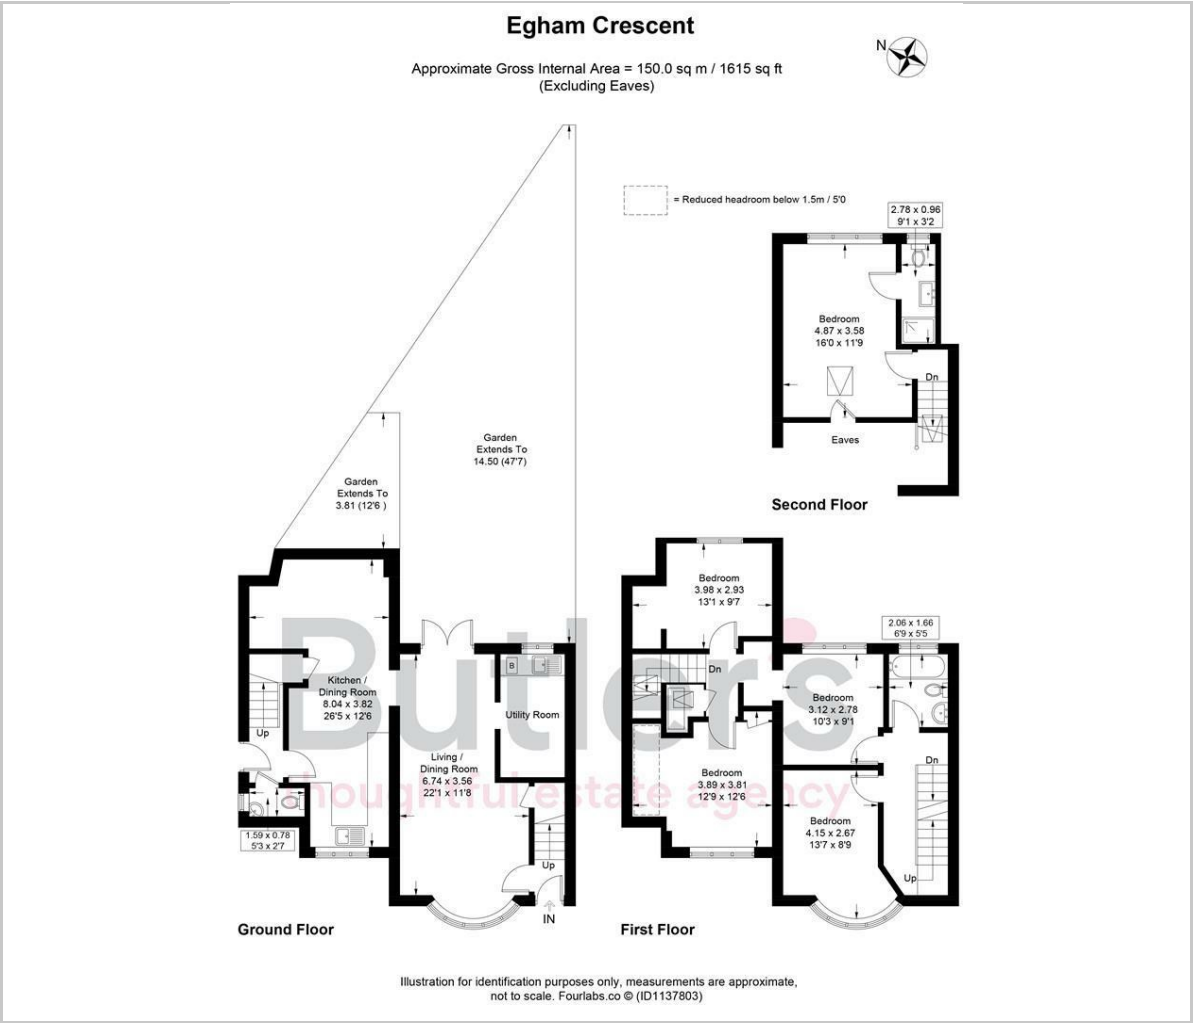 Egham Crescent
N
Approximate Gross Internal Area = 150.0 sq m / 1615 sq ft
(Excluding Eaves)
= Reduced headroom below 1.5m / 5'0
2.78 x 0.96
9'1 x 3'2
Bedroom
4.87 x 3.58
16'0 x 11'9
Dn
Eaves
Second Floor
Garden
Extends To
14.50 (47'7)
Garden
Extends To
3.81 (12'6 )
Kitchen /
Dining Room
8.04 x 3.82
26'5 x 12'6
Up
B
Utility Room
Living /
Dining Room
6.74 x 3.56
22'1 x 11'8
1.59 x 0.78
5'3 x 2'7
Up
IN
Ground Floor
Bedroom
3.98 x 2.93
13'1 x 9'7
2.06 x 1.66
6'9 x 5'5
Dn
Bedroom
3.12 x 2.78
10'3 x 9'1
Bedroom
3.89 x 3.81
12'9 x 12'6
Dn
Bedroom
4.15 x 2.67
13'7 x 8'9
Up
First Floor
Butler's
thoughtful estate agency
Illustration for identification purposes only, measurements are approximate,
not to scale. Fourlabs.co © (ID1137803)